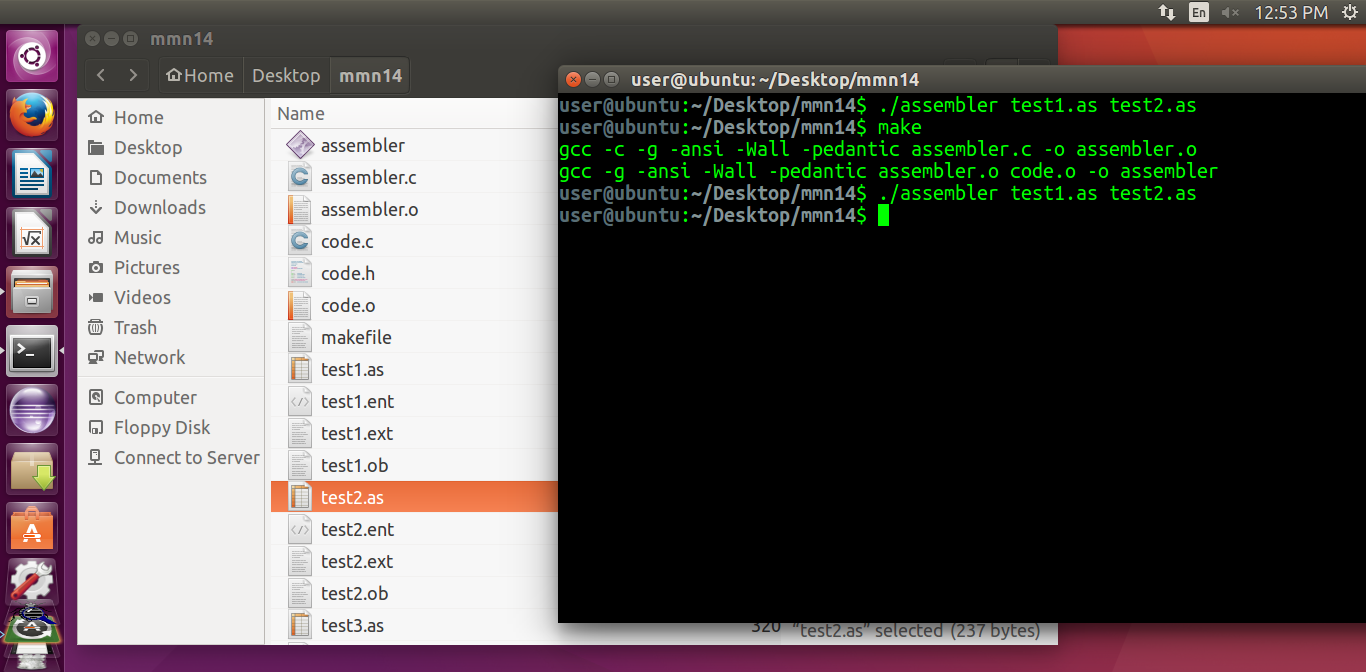 En
12:53 PM
mmn14
Home
Desktop
mmn14
Home
Desktop
Documents
Downloads
Music
Pictures
Videos
Trash
Network
Computer
Floppy Disk
Connect to Server
Name
assembler
assembler.c
assembler.o
code.c
code.h
code.o
makefile
test1.as
test1.ent
test1.ext
test1.ob
test2.as
test2.ent
test2.ext
test2.ob
test3.as
320
“test2.as” selected (237 bytes)
user@ubuntu: ~/Desktop/mmn14
user@ubuntu:~/Desktop/mmn14$ ./assembler test1.as test2.as
user@ubuntu:~/Desktop/mmn14$ make
gcc -c -g -ansi -Wall -pedantic assembler.c -o assembler.o
gcc -g -ansi -Wall -pedantic assembler.o code.o -o assembler
user@ubuntu:~/Desktop/mmn14$ ./assembler test1.as test2.as
user@ubuntu:~/Desktop/mmn14$